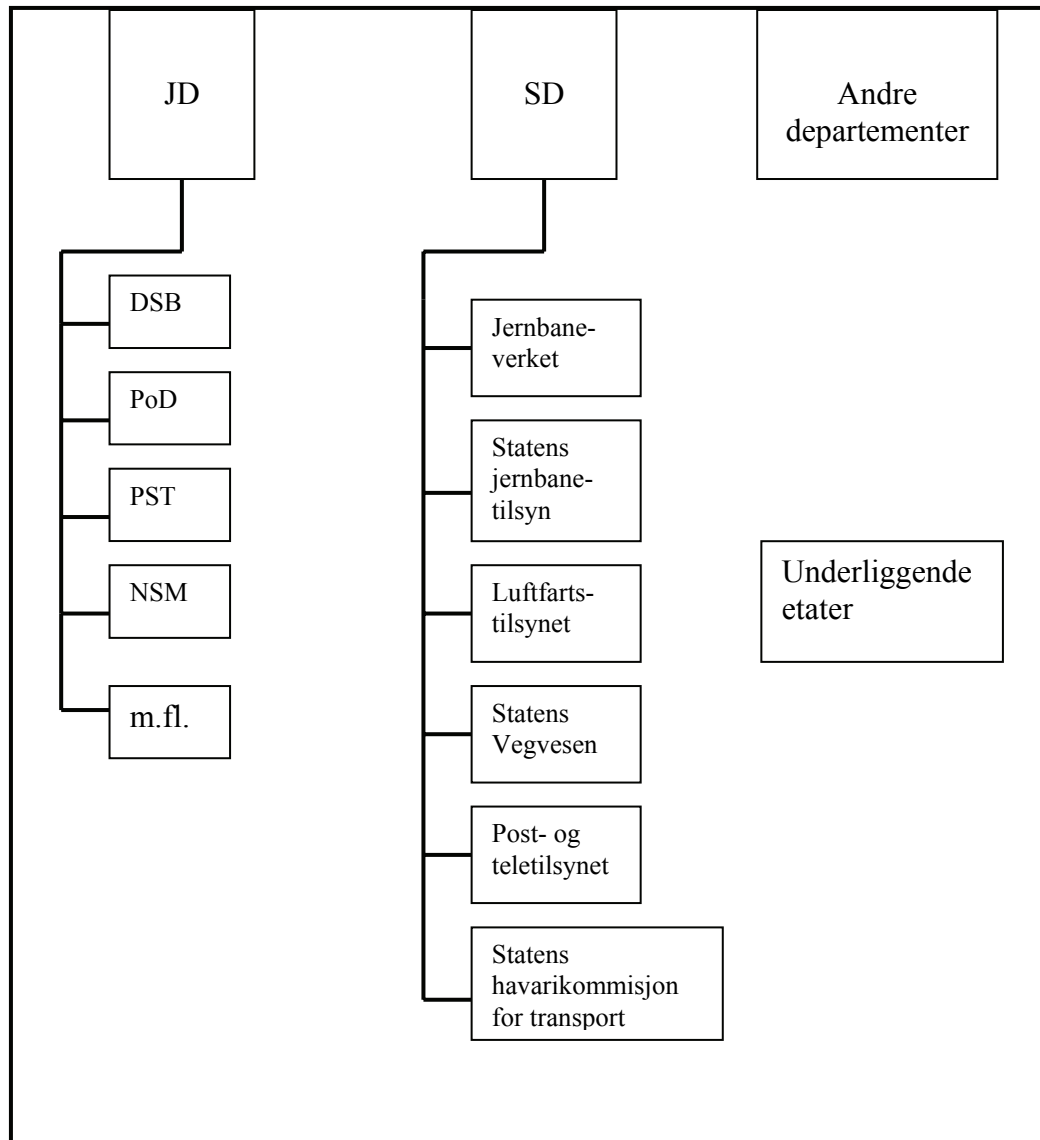 JD
DSB
PoD
PST
NSM
m.fl.
SD
Jernbane-
verket
Statens
jernbane-
tilsyn
Luftfarts-
tilsynet
Statens
Vegvesen
Post- og
teletilsynet
Statens
havarikommisjon
for transport
Andre
departementer
Underliggende
etater